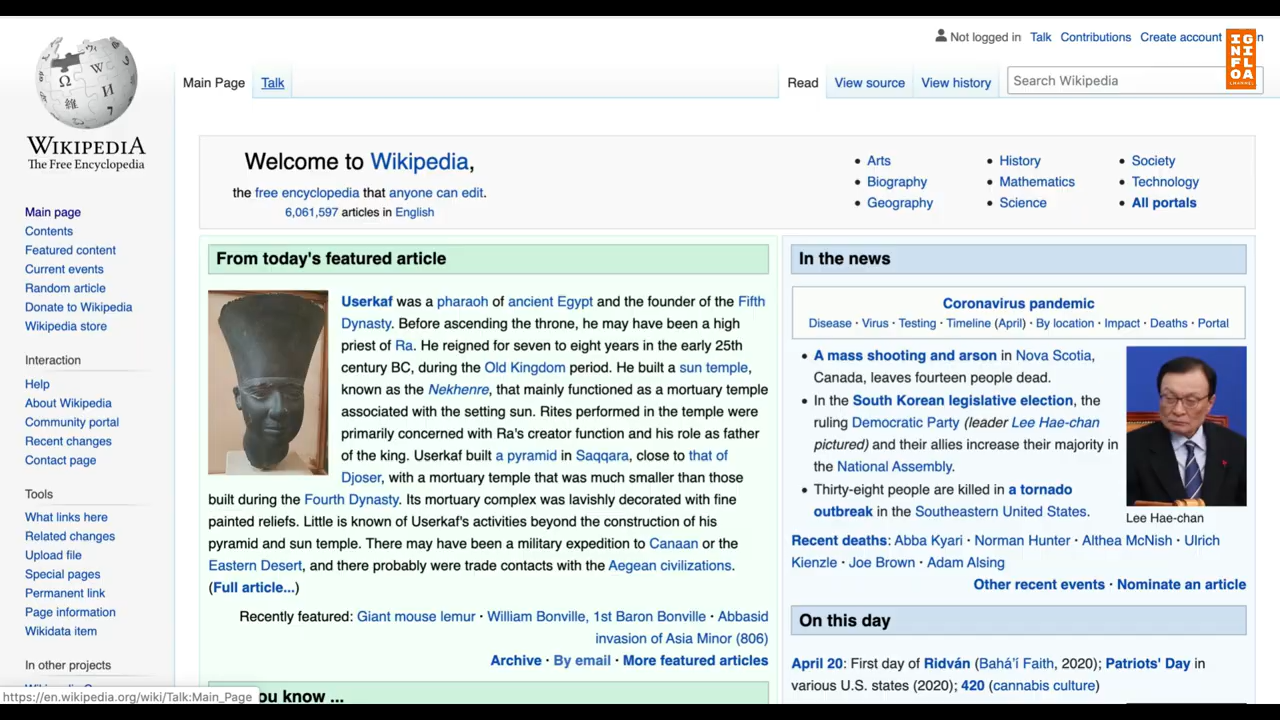 Not logged in Talk Contributions Create account
IG
NI
FL
OA
CHANNEL
Main Page Talk Read View source View history Search Wikipedia
WIKIPEDIA
The Free Encyclopedia
Welcome to Wikipedia,
the free encyclopedia that anyone can edit.
6,061,597 articles in English
• Arts
• Biography
• Geography
• History
• Mathematics
• Science
• Society
• Technology
• All portals
Main page
Contents
Featured content
Current events
Random article
Donate to Wikipedia
Wikipedia store
Interaction
Help
About Wikipedia
Community portal
Recent changes
Contact page
Tools
What links here
Related changes
Upload file
Special pages
Permanent link
Page information
Wikidata item
In other projects
https://en.wikipedia.org/wiki/Talk:Main_Page
From today's featured article
Userkaf was a pharaoh of ancient Egypt and the founder of the Fifth
Dynasty. Before ascending the throne, he may have been a high
priest of Ra. He reigned for seven to eight years in the early 25th
century BC, during the Old Kingdom period. He built a sun temple,
known as the Nekhenre, that mainly functioned as a mortuary temple
associated with the setting sun. Rites performed in the temple were
primarily concerned with Ra's creator function and his role as father
of the king. Userkaf built a pyramid in Saqqara, close to that of
Djoser, with a mortuary temple that was much smaller than those
built during the Fourth Dynasty. Its mortuary complex was lavishly decorated with fine
painted reliefs. Little is known of Userkaf's activities beyond the construction of his
pyramid and sun temple. There may have been a military expedition to Canaan or the
Eastern Desert, and there probably were trade contacts with the Aegean civilizations.
(Full article...)
Recently featured: Giant mouse lemur · William Bonville, 1st Baron Bonville · Abbasid
invasion of Asia Minor (806)
Archive · By email · More featured articles
ou know ...
In the news
Coronavirus pandemic
Disease · Virus · Testing · Timeline (April) · By location · Impact · Deaths · Portal
• A mass shooting and arson in Nova Scotia,
Canada, leaves fourteen people dead.
• In the South Korean legislative election, the
ruling Democratic Party (leader Lee Hae-chan
pictured) and their allies increase their majority in
the National Assembly.
• Thirty-eight people are killed in a tornado
outbreak in the Southeastern United States.
Lee Hae-chan
Recent deaths: Abba Kyari · Norman Hunter · Althea McNish · Ulrich
Kienzle · Joe Brown · Adam Alsing
Other recent events · Nominate an article
On this day
April 20: First day of Ridván (Bahá'í Faith, 2020); Patriots' Day in
various U.S. states (2020); 420 (cannabis culture)